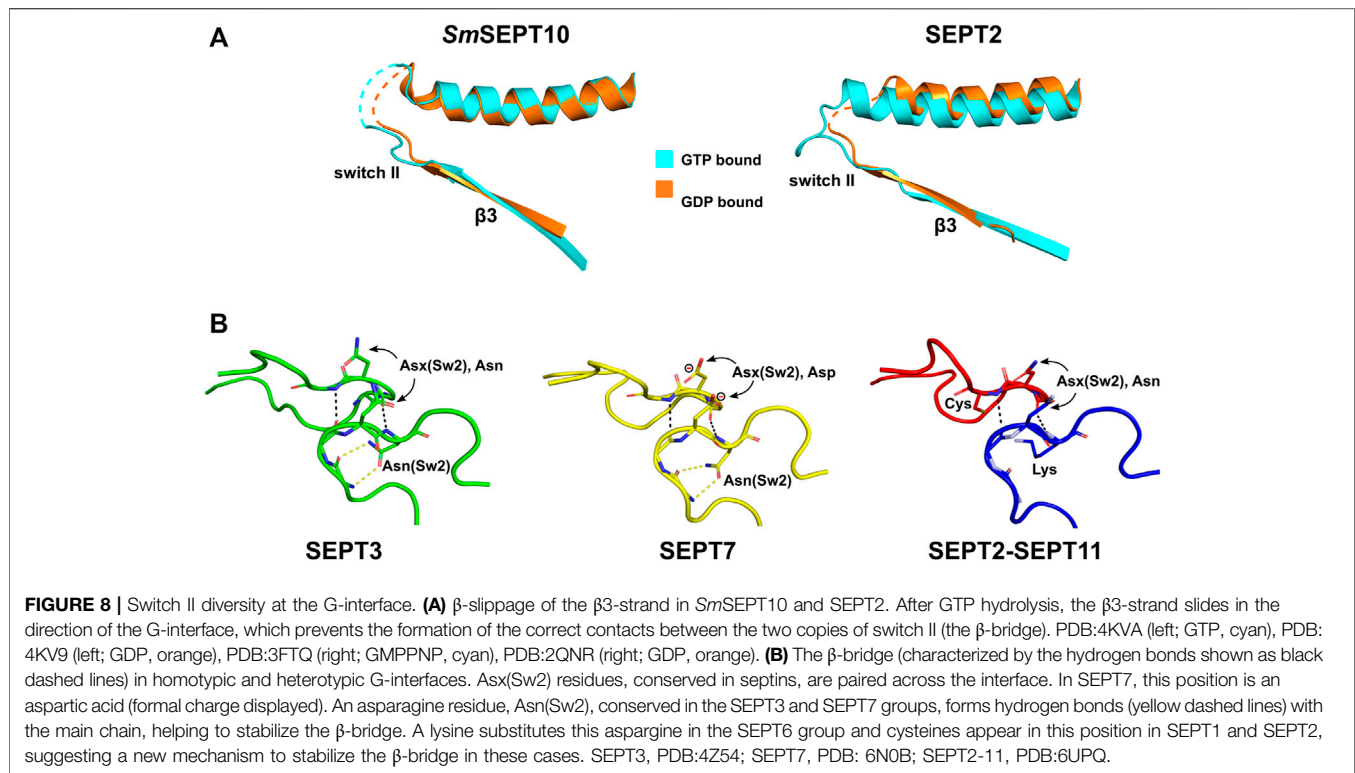 A
SmSEPT10
SEPT2
switch II
β3
GTP bound
GDP bound
switch II
β3
B
Asx(Sw2), Asn
Asn(Sw2)
SEPT3
Asx(Sw2), Asp
Asn(Sw2)
SEPT7
Cys
Asx(Sw2), Asn
Lys
SEPT2-SEPT11
FIGURE 8 | Switch II diversity at the G-interface. (A) β-slippage of the β3-strand in SmSEPT10 and SEPT2. After GTP hydrolysis, the β3-strand slides in the
direction of the G-interface, which prevents the formation of the correct contacts between the two copies of switch II (the β-bridge). PDB:4KVA (left; GTP, cyan), PDB:
4KV9 (left; GDP, orange), PDB:3FTQ (right; GMPPNP, cyan), PDB:2QNR (right; GDP, orange). (B) The β-bridge (characterized by the hydrogen bonds shown as black
dashed lines) in homotypic and heterotypic G-interfaces. Asx(Sw2) residues, conserved in septins, are paired across the interface. In SEPT7, this position is an
aspartic acid (formal charge displayed). An asparagine residue, Asn(Sw2), conserved in the SEPT3 and SEPT7 groups, forms hydrogen bonds (yellow dashed lines) with
the main chain, helping to stabilize the β-bridge. A lysine substitutes this aspargine in the SEPT6 group and cysteines appear in this position in SEPT1 and SEPT2,
suggesting a new mechanism to stabilize the β-bridge in these cases. SEPT3, PDB:4Z54; SEPT7, PDB: 6N0B; SEPT2-11, PDB:6UPQ.